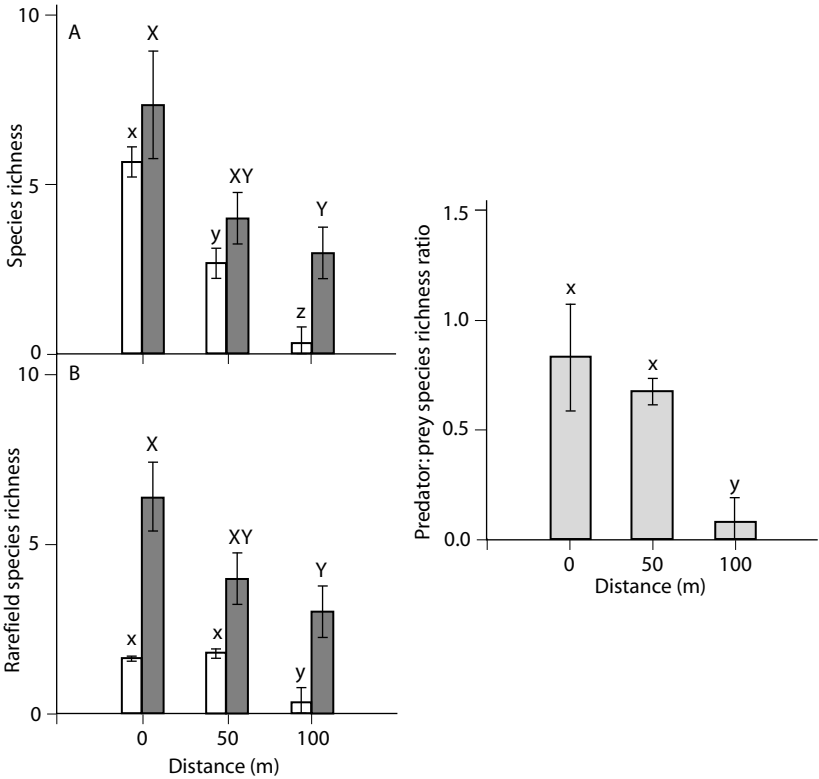 10
A
X
x
Species richness
5
XY
y
Y
z
0
10
B
X
Rarefield species richness
5
XY
Y
x
x
y
0
0 50 100
Distance (m)
1.5
Predator:prey species richness ratio
x
1.0
x
0.5
y
0.0
0 50 100
Distance (m)